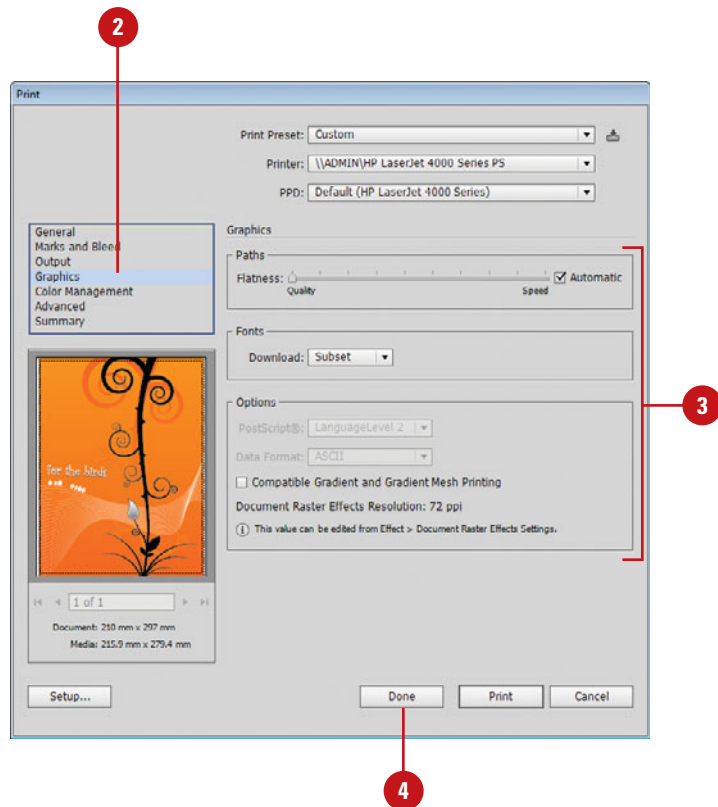 2
Print
Print Preset: Custom
Printer: \\ADMIN\HP LaserJet 4000 Series PS
PPD: Default (HP LaserJet 4000 Series)
General
Marks and Bleed
Output
Graphics
Color Management
Advanced
Summary
Graphics
Paths
Flatness:
Automatic
Quality
Speed
Fonts
Download: Subset
Options
PostScript®: LanguageLevel 2
Data Format: ASCII
Compatible Gradient and Gradient Mesh Printing
Document Raster Effects Resolution: 72 ppi
This value can be edited from Effect > Document Raster Effects Settings.
3
for the birds
1 of 1
Document: 210 mm x 297 mm
Media: 215.9 mm x 279.4 mm
Setup...
Done
Print
Cancel
4